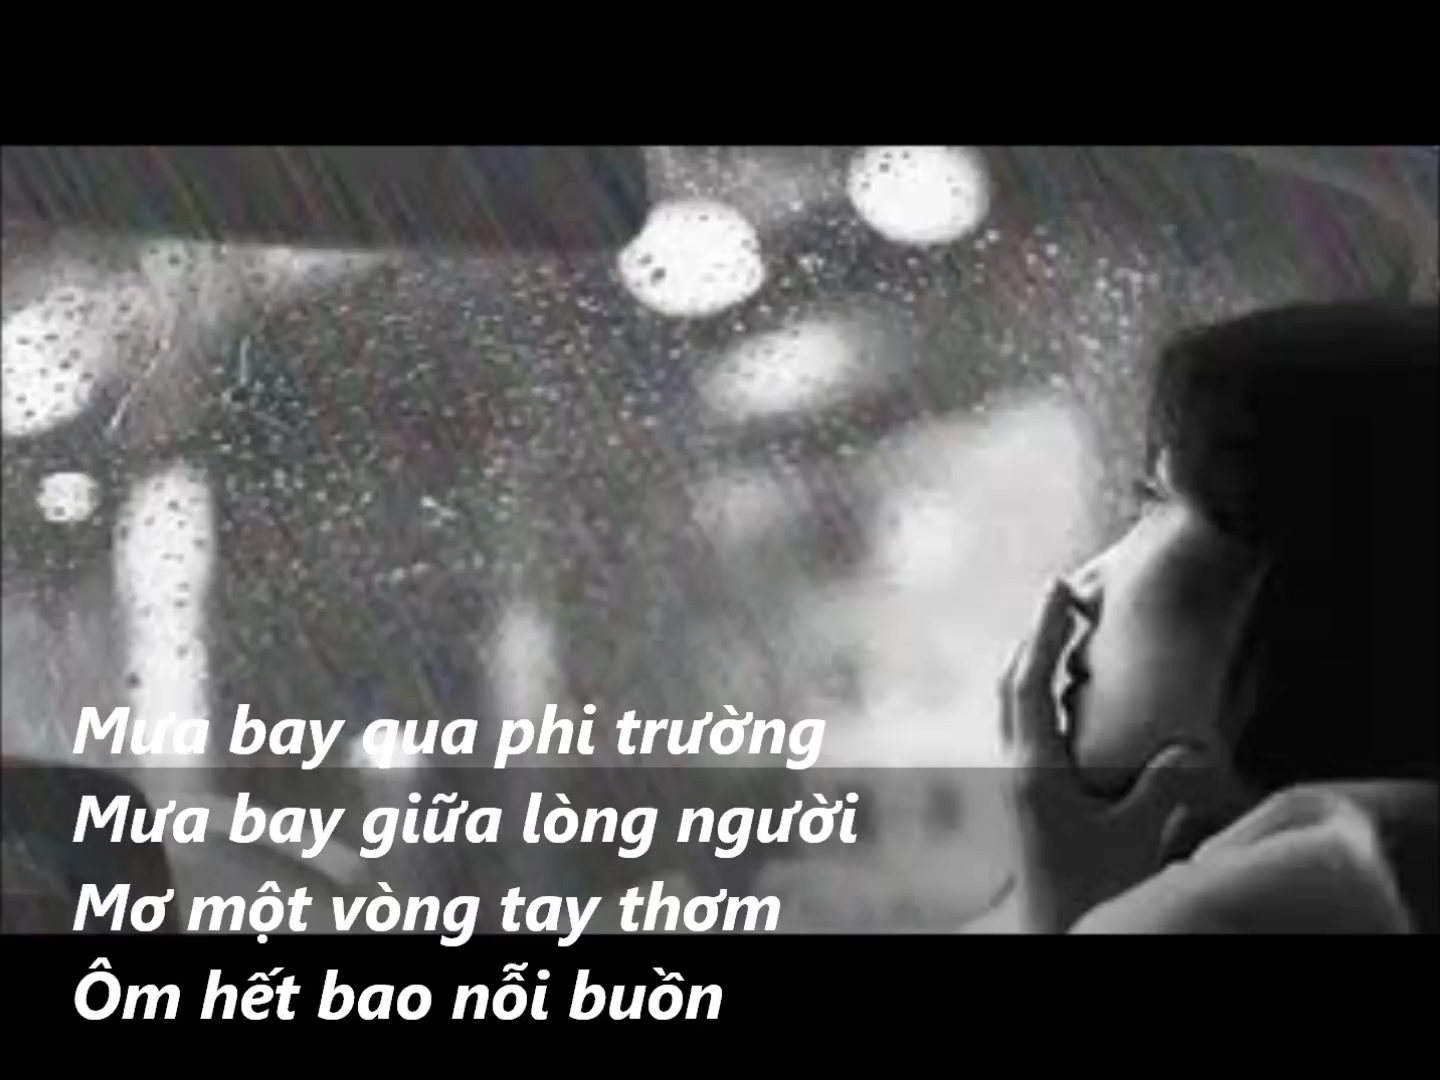 Mưa bay qua phi trường
Mưa bay giữa lòng người
Mơ một vòng tay thơm
Ôm hết bao nỗi buồn